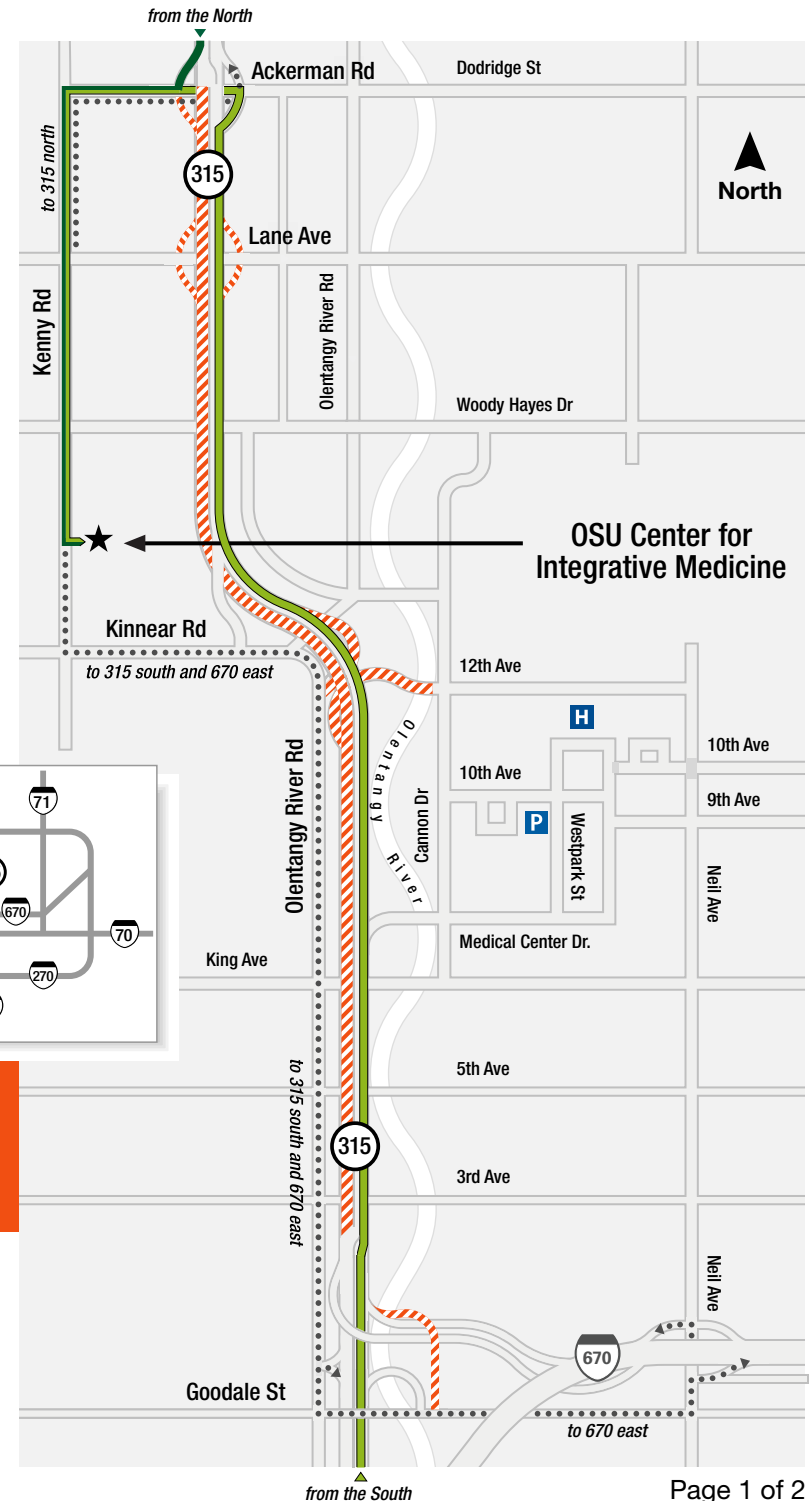 from the North
Ackerman Rd
Dodridge St
to 315 north
315
North
Lane Ave
Kenny Rd
Olentangy River Rd
Woody Hayes Dr
OSU Center for
Integrative Medicine
Kinnear Rd
to 315 south and 670 east
12th Ave
H
Olentangy River
10th Ave
10th Ave
71
9th Ave
Olentangy River Rd
Cannon Dr
P
Westpark St
670
70
Neil Ave
Medical Center Dr.
King Ave
270
5th Ave
to 315 south and 670 east
315
3rd Ave
Neil Ave
670
Goodale St
to 670 east
from the South
Page 1 of 2